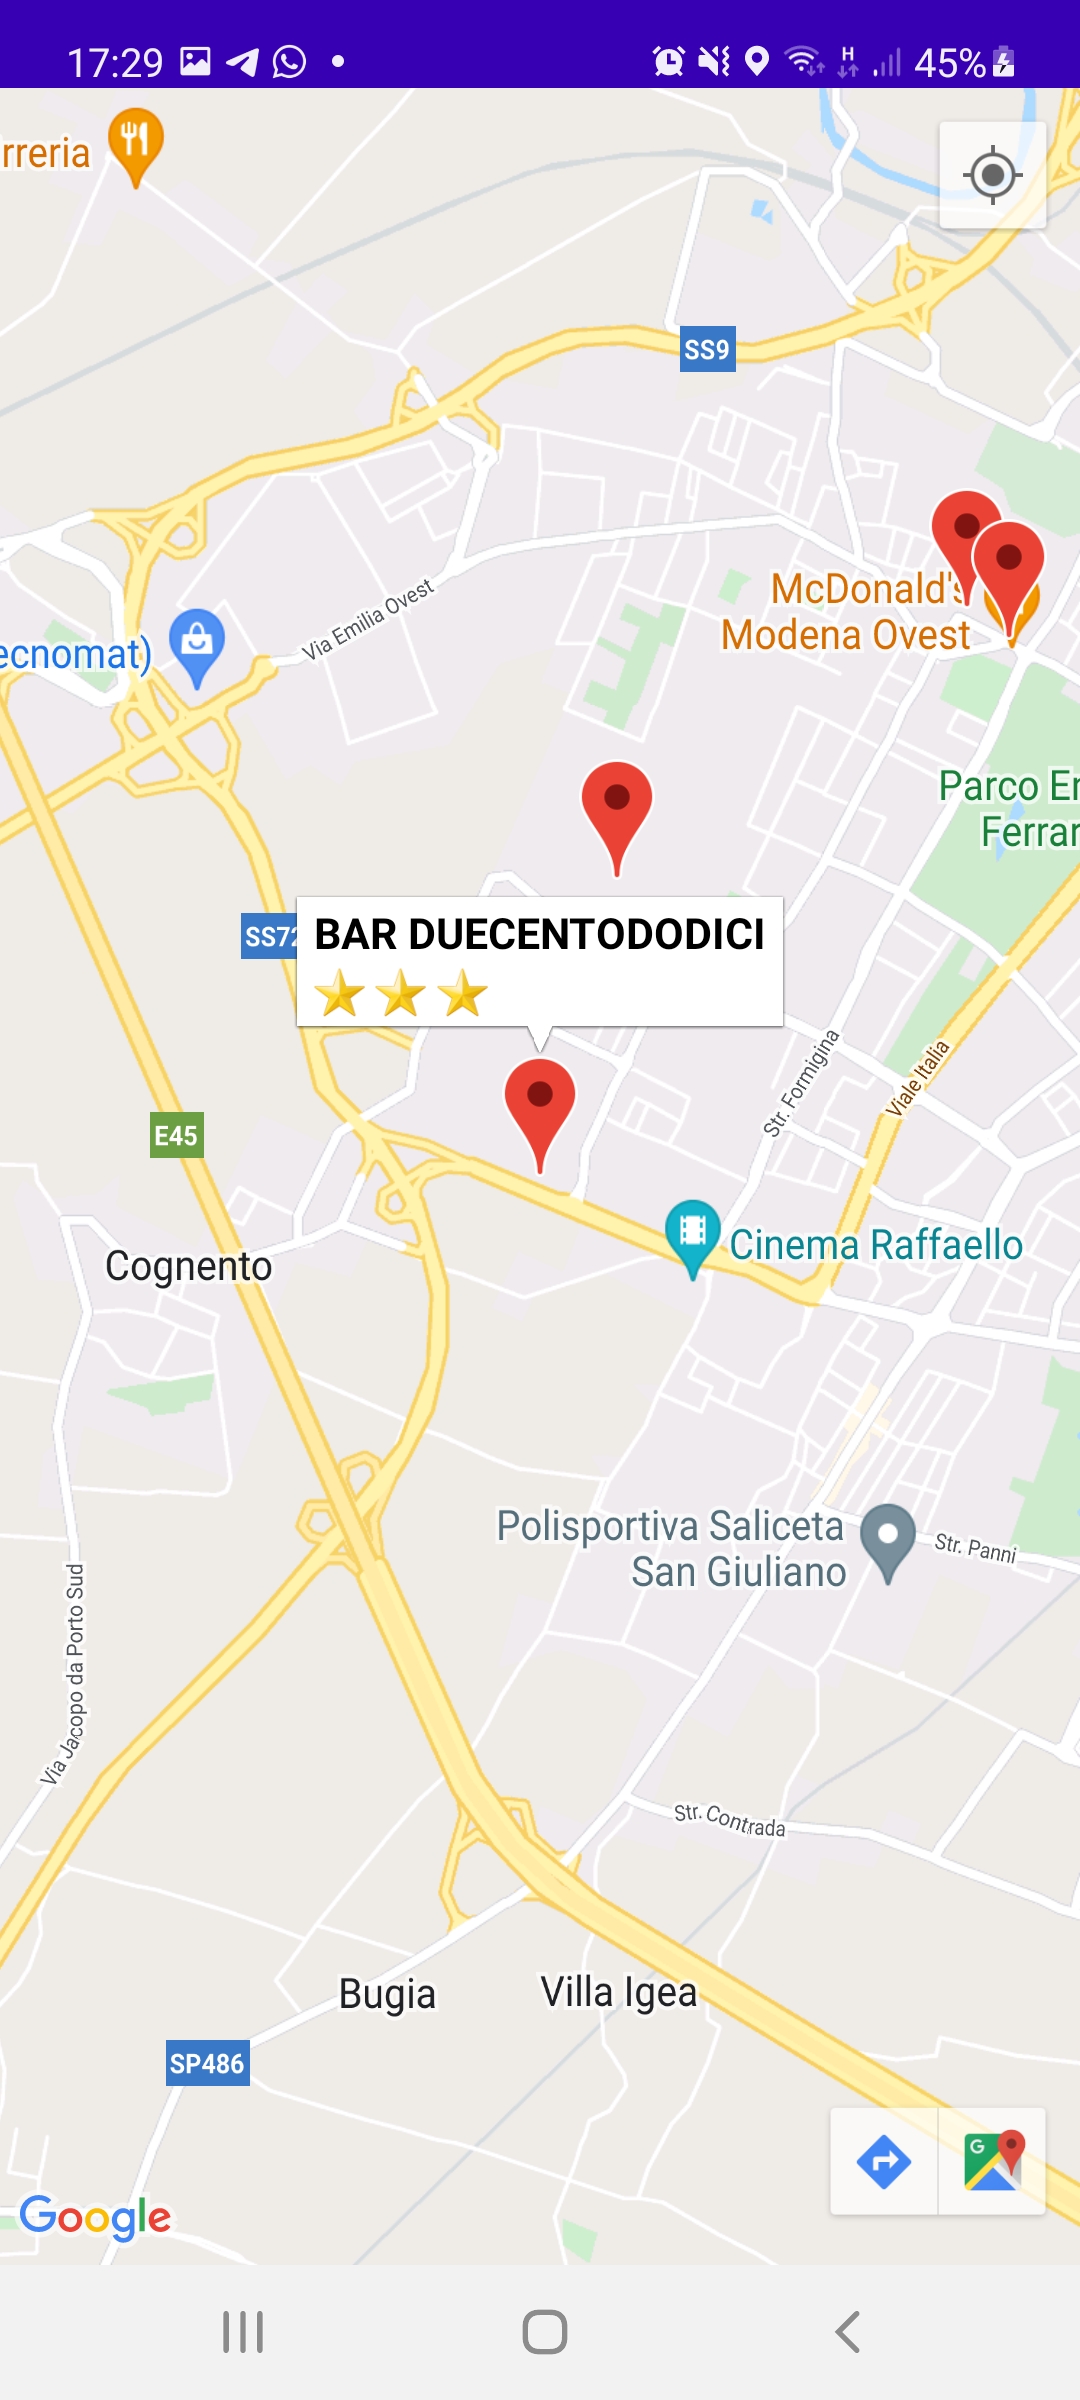 17:29
H
45%
rreria
SS9
McDonald's
Modena Ovest
Via Emilia Ovest
ecnomat)
Parco En
Ferrar
SS72
BAR DUECENTODODICI
Str. Formigina
Viale Italia
E45
Cinema Raffaello
Cognento
Polisportiva Saliceta
San Giuliano
Str. Panni
Via Jacopo da Porto Sud
Str. Contrada
Bugia
Villa Igea
SP486
G
Google